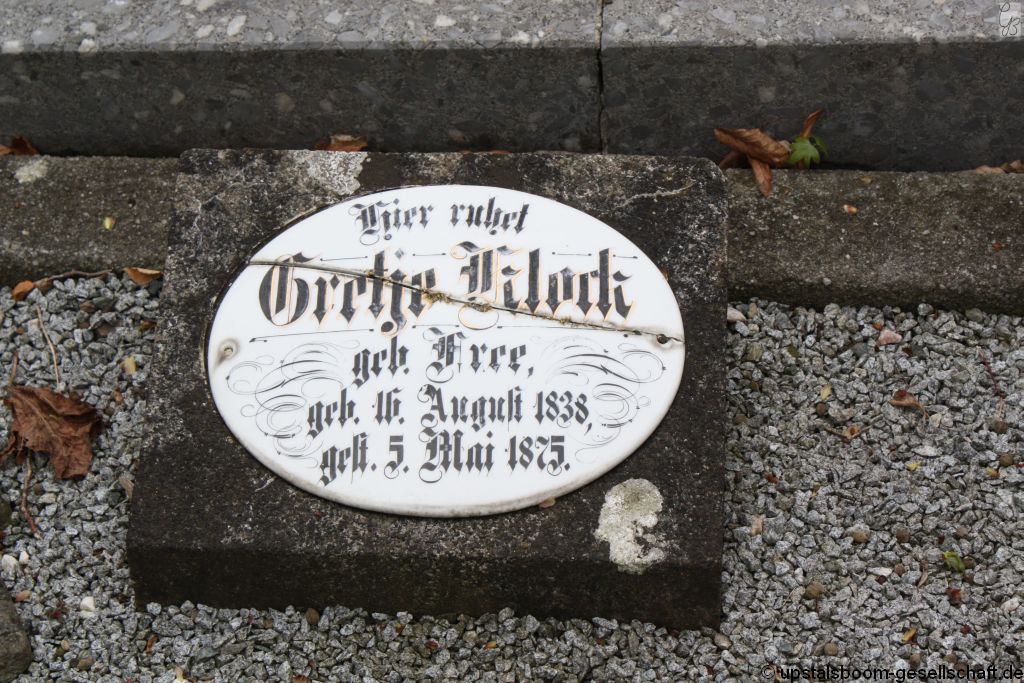 Hier ruhet
Gretje Klock
geb. Free,
geb. 16. August 1838,
gest. 5. Mai 1875.
© upstalsboom-gesellschaft.de